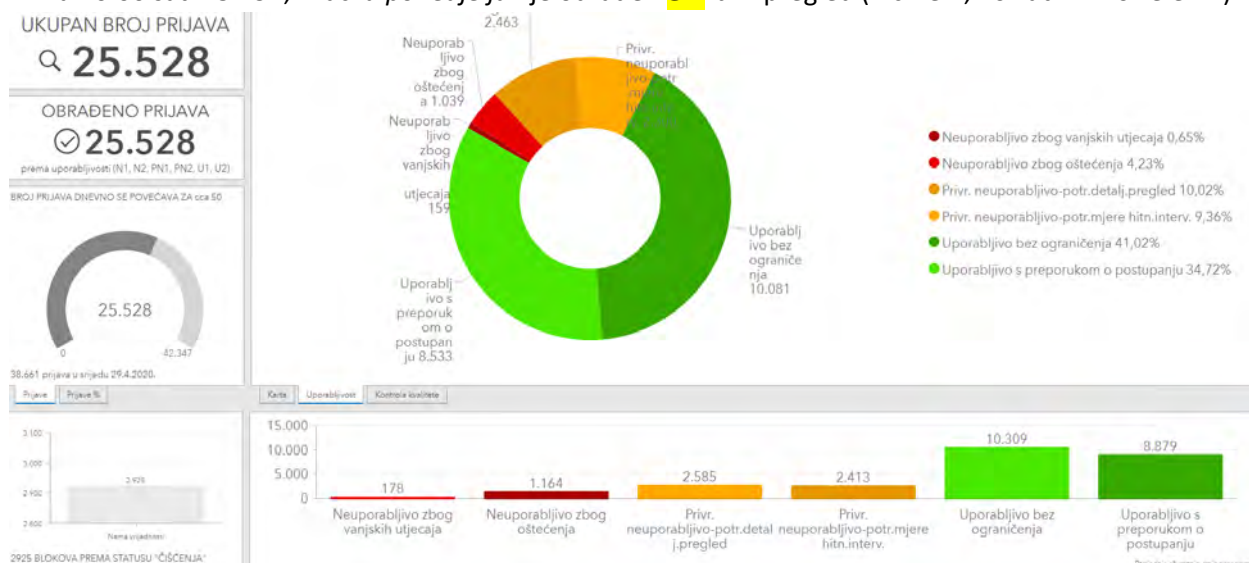 UKUPAN BROJ PRIJAVA
25.528
OBRAĐENO PRIJAVA
25.528
prema uporabljivosti (N1, N2, PN1, PN2, U1, U2)
BROJ PRIJAVA DNEVNO SE POVEĆAVA ZA cca 50
25.528
0
42.347
38.661 prijava u srijedu 29.4.2020.
Prijave
Prijave %
2.463
Neuporab
ljivo
zbog
oštećenj
a 1.039
Neuporab
ljivo
zbog
vanjskih
utjecaja
159
Uporablj
ivo s
preporuk
om o
postupan
ju 8.533
Privr.
neuporabl
Uporablj
ivo bez
ograniče
nja
10.081
Neuporabljivo zbog vanjskih utjecaja 0,65%
Neuporabljivo zbog oštećenja 4,23%
Privr. neuporabljivo-potr.detalj.pregled 10,02%
Privr. neuporabljivo-potr.mjere hitn.interv. 9,36%
Uporabljivo bez ograničenja 41,02%
Uporabljivo s preporukom o postupanju 34,72%
Karta
Uporabljivost
Kontrola kvalitete
3.100
3.000
2.900
2.800
2.925
Nema vrijednosti
2925 BLOKOVA PREMA STATUSU "ČIŠĆENJA"
15.000
10.000
5.000
0
178
1.164
2.585
2.413
10.309
8.879
Neuporabljivo zbog
vanjskih utjecaja
Neuporabljivo zbog
oštećenja
Privr.
neuporabljivo-potr.detal
j.pregled
Privr.
neuporabljivo-potr.mjere
hitn.interv.
Uporabljivo bez
ograničenja
Uporabljivo s
preporukom o
postupanju